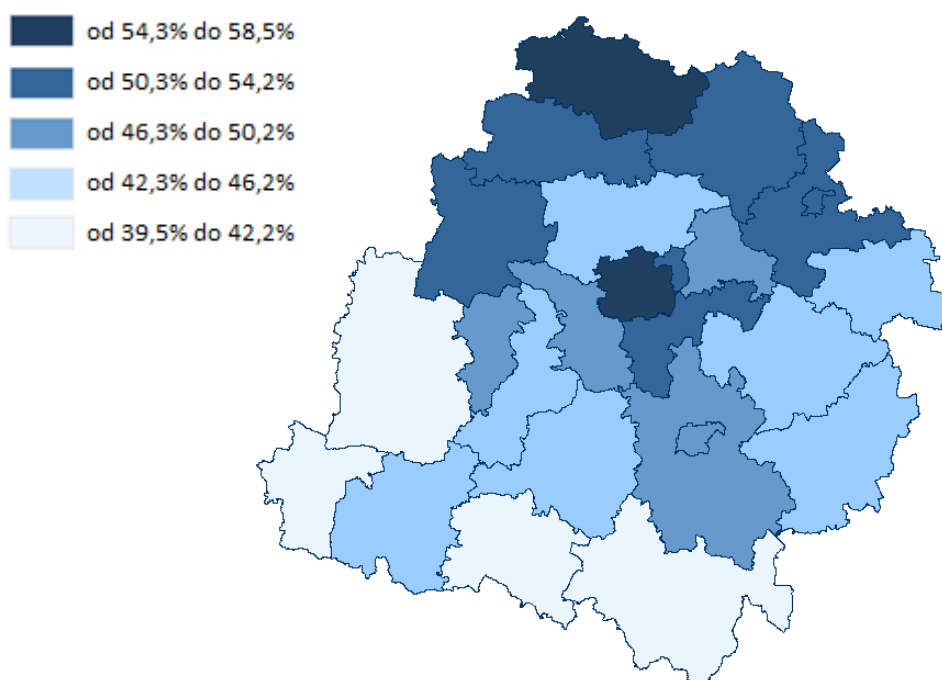 od 54,3% do 58,5%
od 50,3% do 54,2%
od 46,3% do 50,2%
od 42,3% do 46,2%
od 39,5% do 42,2%